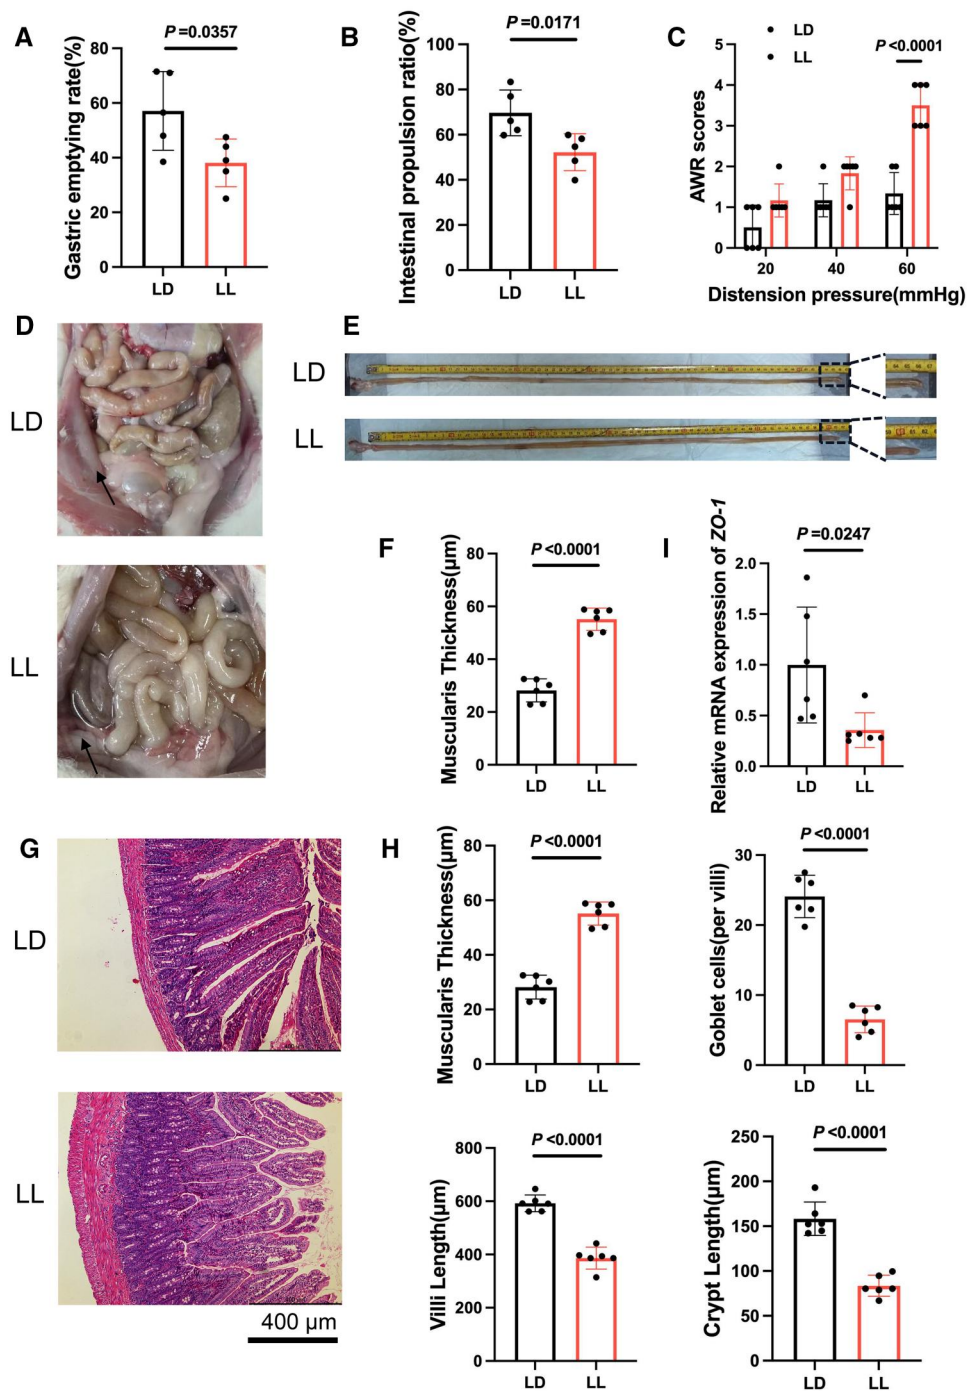 A
P=0.0357
Gastric emptying rate(%)
80
60
40
20
0
LD
LL
B
P=0.0171
Intestinal propulsion ratio(%)
100
80
60
40
20
0
LD
LL
C
LD
LL
P<0.0001
AWR scores
5
4
3
2
1
0
20
40
60
Distension pressure(mmHg)
D
LD
LL
E
LD
LL
F
P<0.0001
Muscularis Thickness(μm)
80
60
40
20
0
LD
LL
I
P=0.0247
Relative mRNA expression of ZO-1
2.0
1.5
1.0
0.5
0.0
LD
LL
G
LD
LL
400 μm
H
P<0.0001
Muscularis Thickness(μm)
80
60
40
20
0
LD
LL
P<0.0001
Goblet cells(per villi)
30
20
10
0
LD
LL
P<0.0001
Villi Length(μm)
800
600
400
200
0
LD
LL
P<0.0001
Crypt Length(μm)
250
200
150
100
50
0
LD
LL